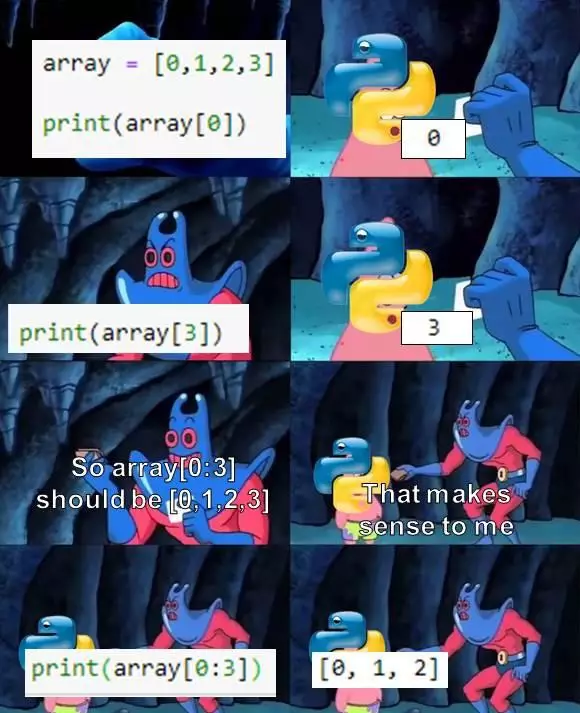 array = [0,1,2,3]
print(array[0])
0
print(array[3])
3
So array[0:3]
should be [0,1,2,3]
That makes
sense to me
print(array[0:3])
[0, 1, 2]